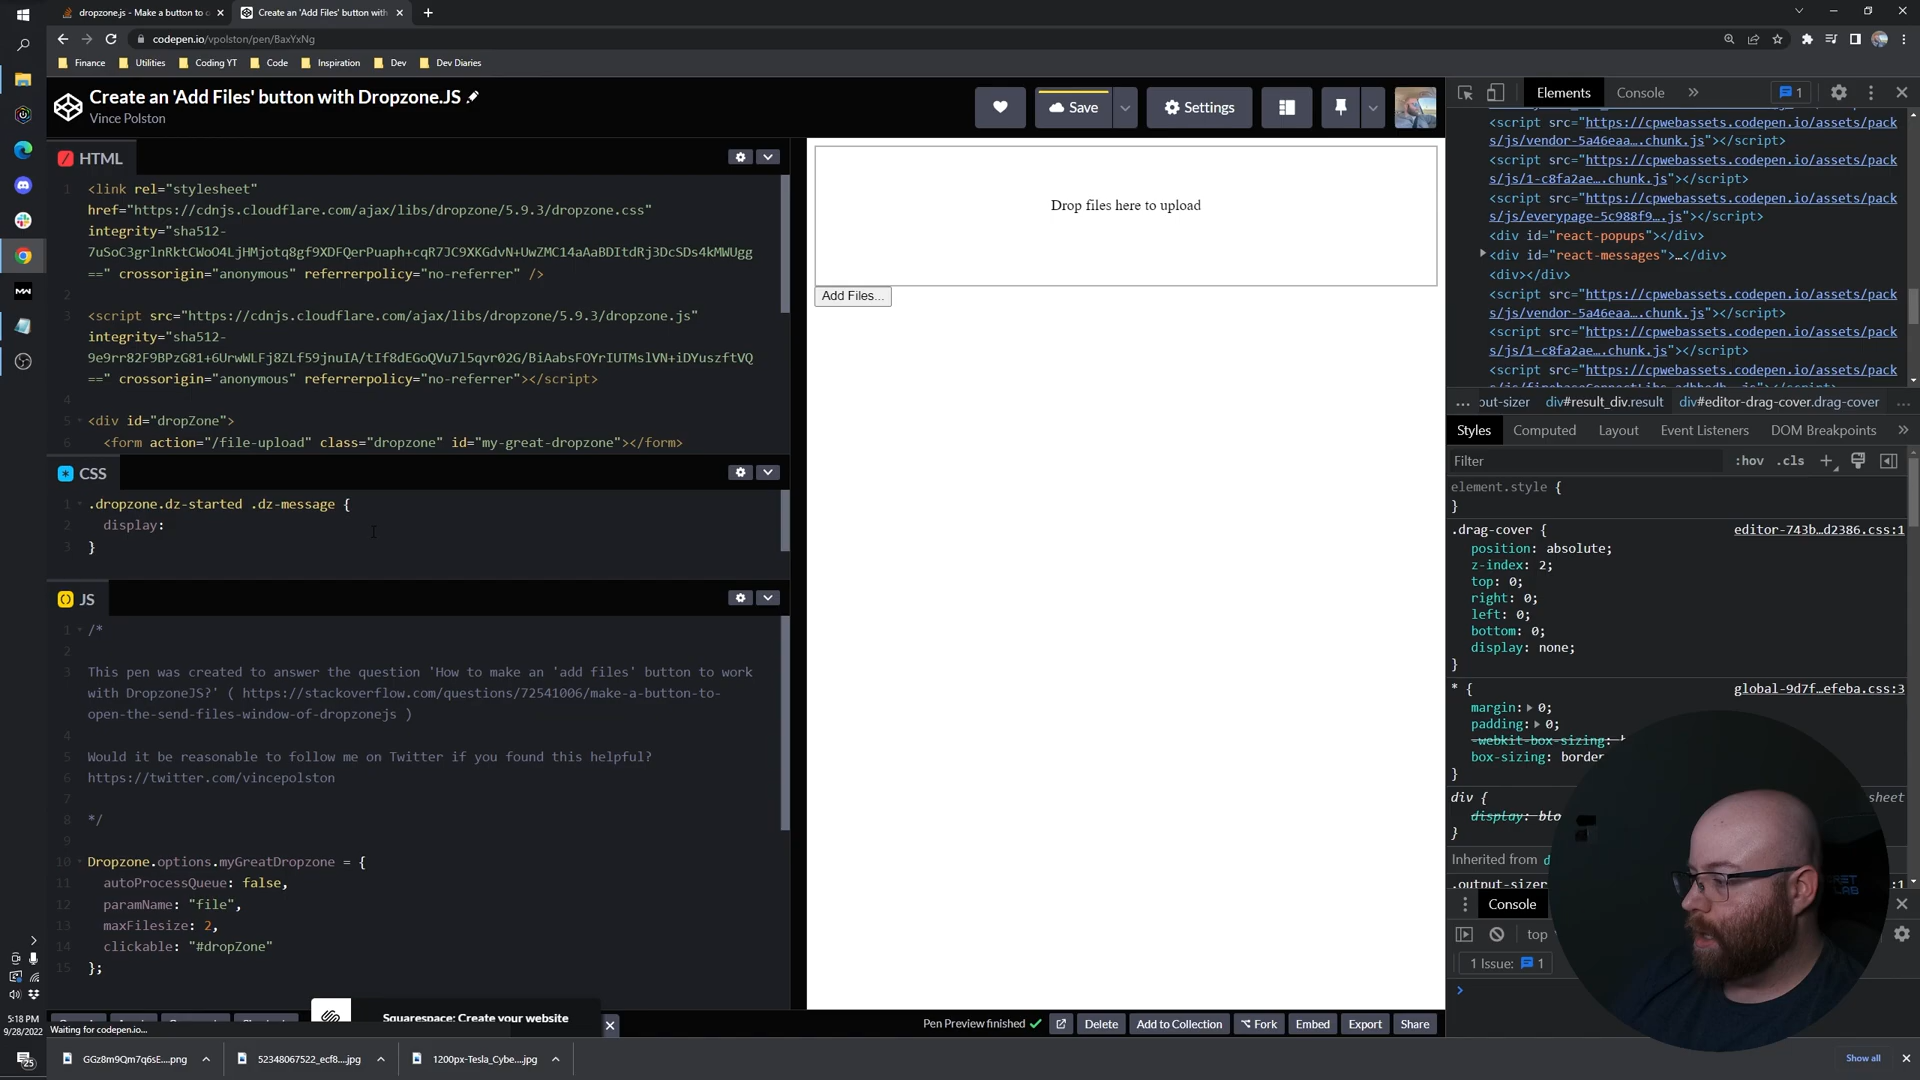 dropzone.js - Make a button to o
Create an 'Add Files' button with
codepen.io/vpolston/pen/BaxYxNg
Finance
Utilities
Coding YT
Code
Inspiration
Dev
Dev Diaries
Create an 'Add Files' button with Dropzone.JS
Vince Polston
Save
Settings
HTML
1 <link rel="stylesheet"
href="https://cdnjs.cloudflare.com/ajax/libs/dropzone/5.9.3/dropzone.css"
integrity="sha512-
7uSoC3grlnRktCWoO4LjHMjotq8gf9XDFQerPuaph+cqR7JC9XKGdvN+UwZMC14aAaBDItdRj3DcSDs4kMWUgg
==" crossorigin="anonymous" referrerpolicy="no-referrer" />
2
3 <script src="https://cdnjs.cloudflare.com/ajax/libs/dropzone/5.9.3/dropzone.js"
integrity="sha512-
9e9rr82F9BPzG81+6UrwWLFj8ZLf59jnuIA/tIf8dEGoQVu7l5qvr02G/BiAabsFOYrIUTMslVN+iDYuszftVQ
==" crossorigin="anonymous" referrerpolicy="no-referrer"></script>
4
5 <div id="dropZone">
6 <form action="/file-upload" class="dropzone" id="my-great-dropzone"></form>
CSS
1 .dropzone.dz-started .dz-message {
2 display:
3 }
JS
1 /*
2
3 This pen was created to answer the question 'How to make an 'add files' button to work
with DropzoneJS?' ( https://stackoverflow.com/questions/72541006/make-a-button-to-
open-the-send-files-window-of-dropzonejs )
4
5 Would it be reasonable to follow me on Twitter if you found this helpful?
6 https://twitter.com/vincepolston
7
8 */
9
10 Dropzone.options.myGreatDropzone = {
11 autoProcessQueue: false,
12 paramName: "file",
13 maxFilesize: 2,
14 clickable: "#dropZone"
15 };
Drop files here to upload
Add Files...
Elements
Console
1
<script src="https://cpwebassets.codepen.io/assets/pack
s/js/vendor-5a46eaa….chunk.js"></script>
<script src="https://cpwebassets.codepen.io/assets/pack
s/js/1-c8fa2ae….chunk.js"></script>
<script src="https://cpwebassets.codepen.io/assets/pack
s/js/everypage-5c988f9….js"></script>
<div id="react-popups"></div>
<div id="react-messages">…</div>
<div></div>
<script src="https://cpwebassets.codepen.io/assets/pack
s/js/vendor-5a46eaa….chunk.js"></script>
<script src="https://cpwebassets.codepen.io/assets/pack
s/js/1-c8fa2ae….chunk.js"></script>
<script src="https://cpwebassets.codepen.io/assets/pack
... out-sizer div#result_div.result div#editor-drag-cover.drag-cover ...
Styles
Computed
Layout
Event Listeners
DOM Breakpoints
Filter
:hov .cls
element.style {
}
.drag-cover { editor-743b…d2386.css:1
position: absolute;
z-index: 2;
top: 0;
right: 0;
left: 0;
bottom: 0;
display: none;
}
* { global-9d7f…efeba.css:3
margin: 0;
padding: 0;
-webkit-box-sizing:
box-sizing: border
}
div { sheet
display: blo
}
Inherited from d
.output-sizer :1
Console
top
1 Issue: 1
5:18 PM
9/28/2022
Waiting for codepen.io...
Squarespace: Create your website
Pen Preview finished
Delete
Add to Collection
Fork
Embed
Export
Share
25
GGz8m9Qm7q6sE....png
52348067522_ecf8....jpg
1200px-Tesla_Cybe....jpg
Show all